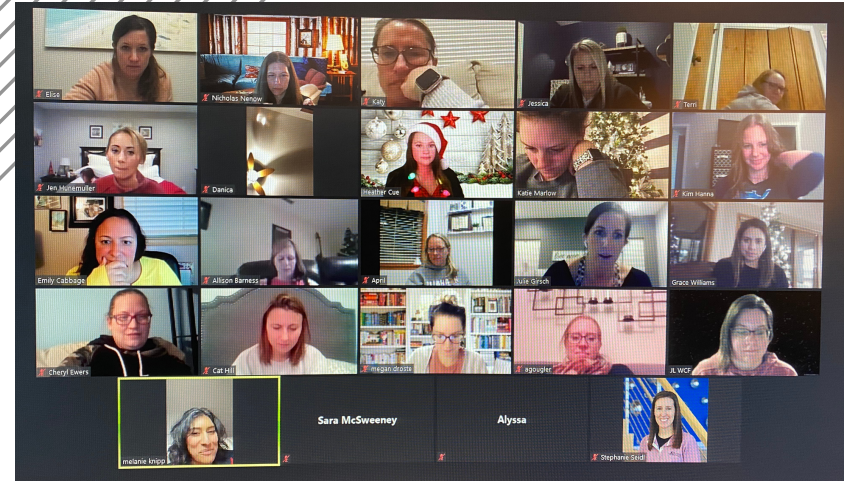 Elise
Nicholas Nenow
Katy
Jessica
Terri
Jen Hunemuller
Danica
Heather Cue
Katie Marlow
Kim Hanna
Emily Cabbage
Allison Barness
April
Julie Girsch
Grace Williams
Cheryl Ewers
Cat Hill
megan droste
agougler
JL WCF
melanie knipp
Sara McSweeney
Alyssa
Stephanie Seidl